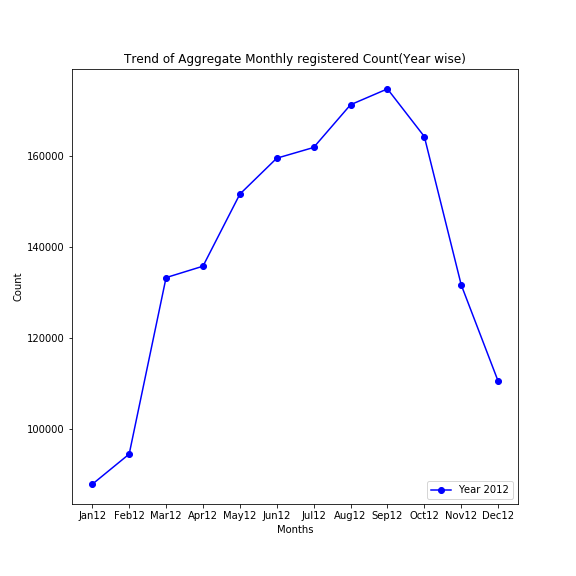 Trend of Aggregate Monthly registered Count(Year wise)
160000
140000
120000
100000
Count
Jan12 Feb12 Mar12 Apr12 May12 Jun12 Jul12 Aug12 Sep12 Oct12 Nov12 Dec12
Months
Year 2012